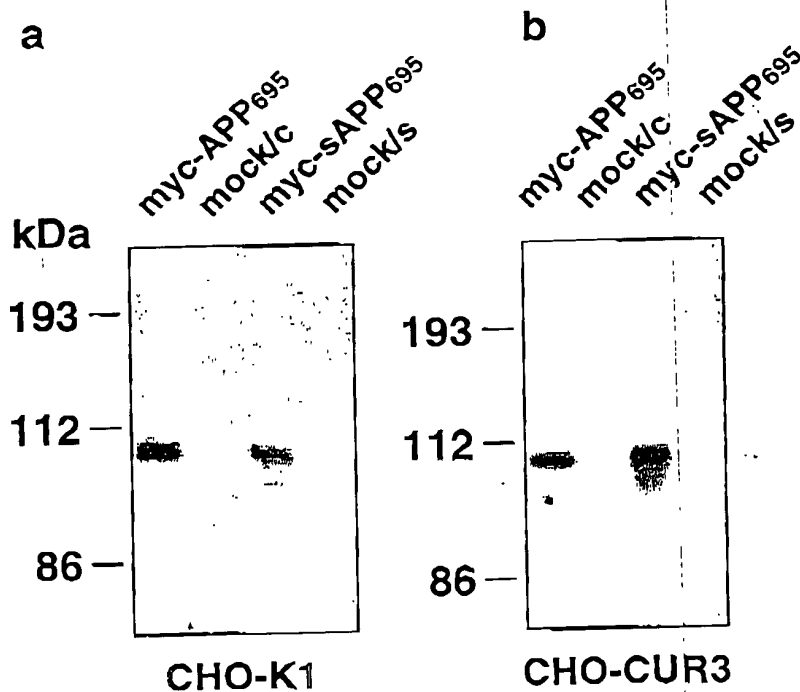 a
myc-APP695
mock/c
myc-sAPP695
mock/s
kDa
193
112
86
CHO-K1
b
myc-APP695
mock/c
myc-sAPP695
mock/s
193
112
86
CHO-CUR3